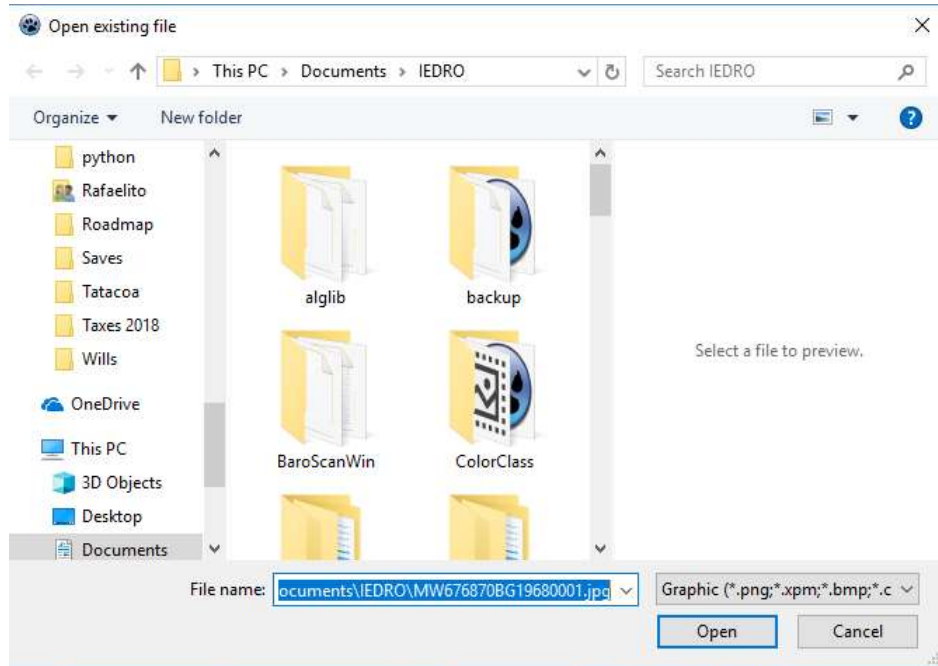 Open existing file
This PC > Documents > IEDRO
Search IEDRO
Organize
New folder
python
Rafaelito
Roadmap
Saves
Tatacoa
Taxes 2018
Wills
OneDrive
This PC
3D Objects
Desktop
Documents
alglib
backup
BaroScanWin
ColorClass
Select a file to preview.
File name: ocuments\IEDRO\MW676870BG19680001.jpg
Graphic (*.png;*.xpm;*.bmp;*.c
Open
Cancel